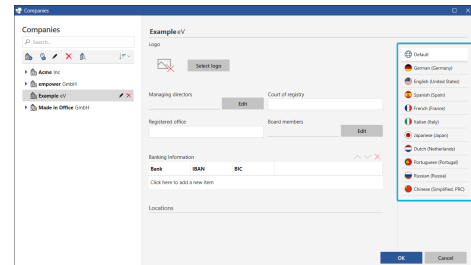 Companies
Companies
Search...
Acme Inc
empower GmbH
Example eV
Made in Office GmbH
Example eV
Logo
Select logo
Managing directors
Edit
Court of registry
Registered office
Board members
Edit
Banking Information
Bank IBAN BIC
Click here to add a new item
Locations
Default
German (Germany)
English (United States)
Spanish (Spain)
French (France)
Italian (Italy)
Japanese (Japan)
Dutch (Netherlands)
Portuguese (Portugal)
Russian (Russia)
Chinese (Simplified, PRC)
OK Cancel